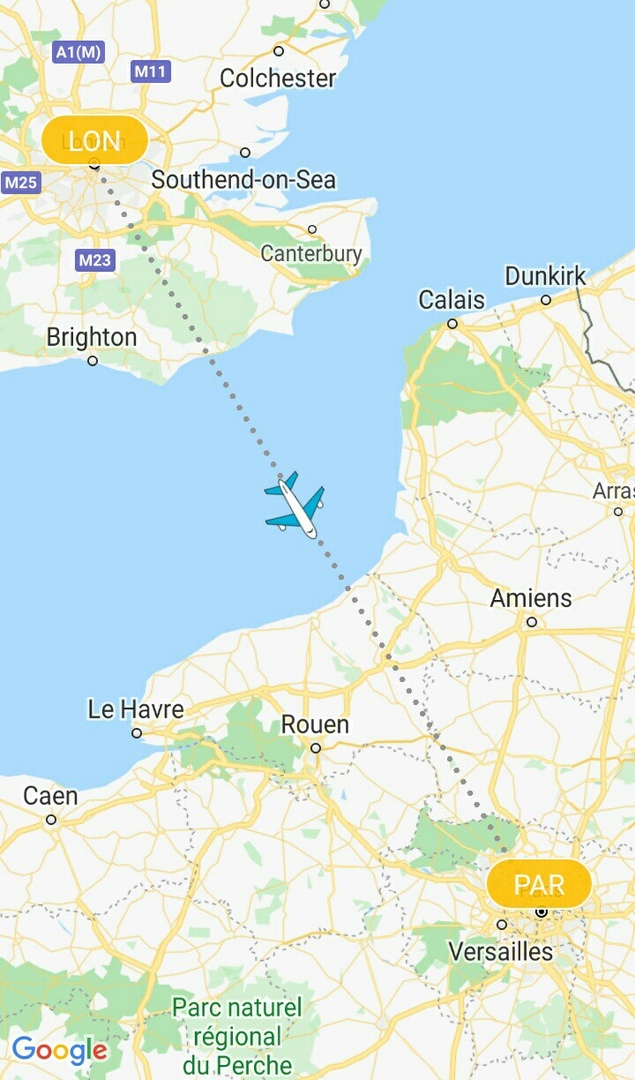 A1(M)
M11
Colchester
LON
M25
Southend-on-Sea
Canterbury
M23
Dunkirk
Calais
Brighton
Arras
Amiens
Le Havre
Rouen
Caen
PAR
Versailles
Parc naturel
régional
du Perche
Google